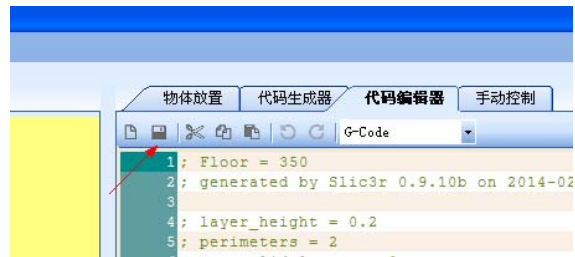 物体放置 代码生成器 代码编辑器 手动控制
G-Code
1 ; Floor = 350
2 ; generated by Slic3r 0.9.10b on 2014-02
3
4 ; layer_height = 0.2
5 ; perimeters = 2